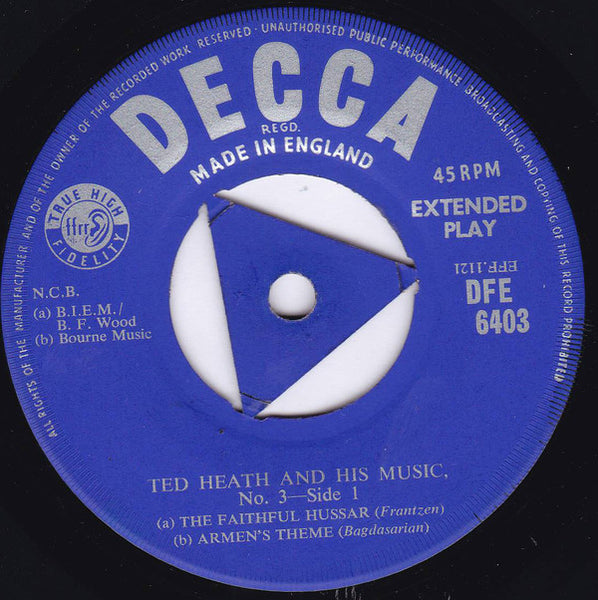 ALL RIGHTS OF THE MANUFACTURER AND OF THE OWNER OF THE RECORDED WORK RESERVED · UNAUTHORISED PUBLIC PERFORMANCE BROADCASTING AND COPYING OF THIS RECORD PROHIBITED
DECCA
REGD.
MADE IN ENGLAND
45 RPM
EXTENDED
PLAY
EPF.1121
DFE
6403
TRUE HIGH
ffrr
FIDELITY
N.C.B.
(a) B.I.E.M./
B. F. Wood
(b) Bourne Music
TED HEATH AND HIS MUSIC,
No. 3—Side 1
(a) THE FAITHFUL HUSSAR (Frantzen)
(b) ARMEN'S THEME (Bagdasarian)